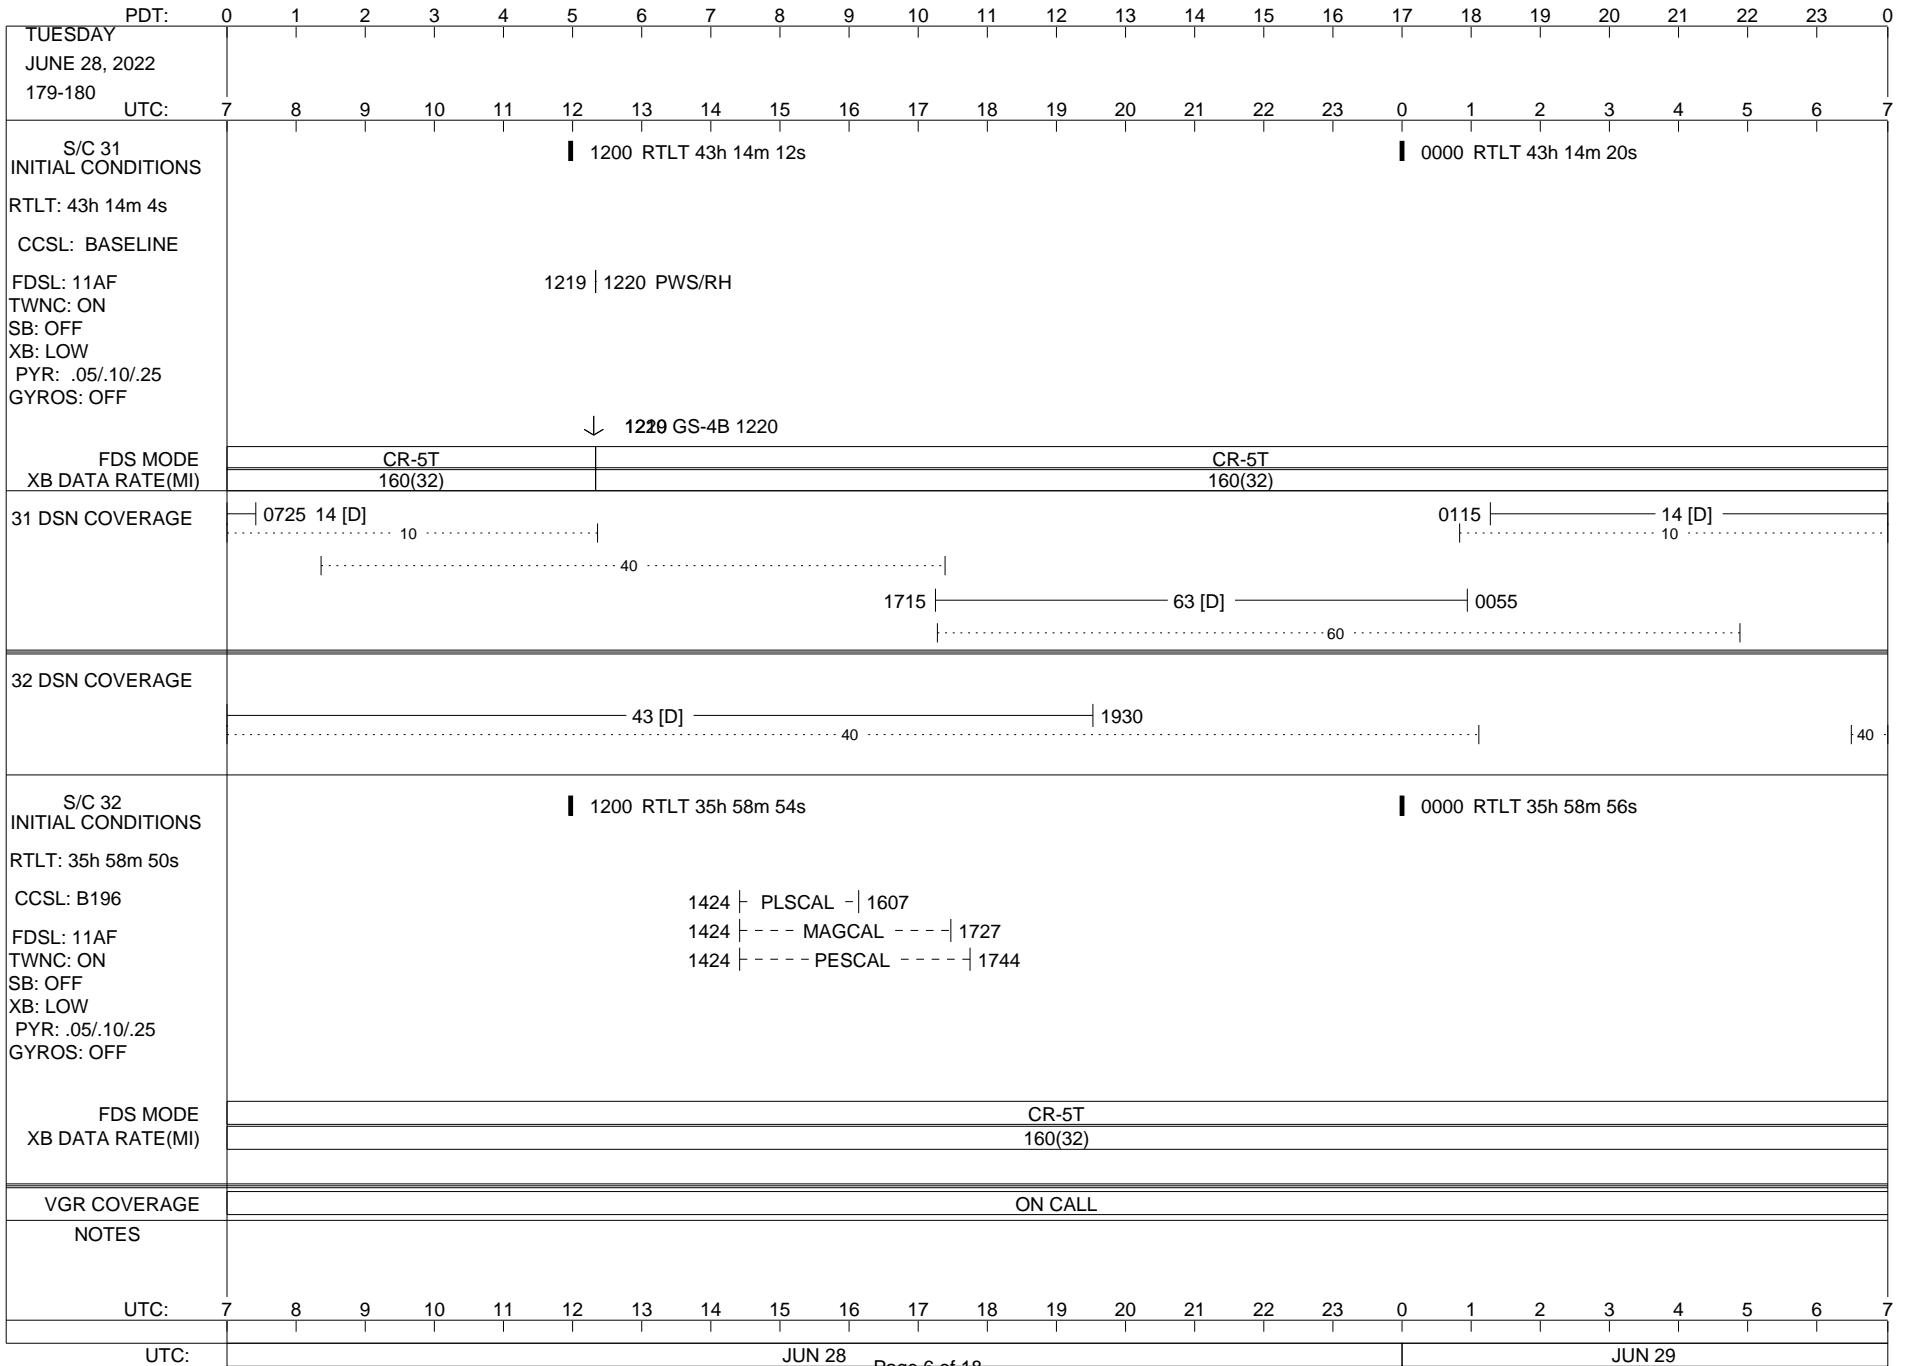 PDT: 0 1 2 3 4 5 6 7 8 9 10 11 12 13 14 15 16 17 18 19 20 21 22 23 0
TUESDAY
JUNE 28, 2022
179-180
UTC: 7 8 9 10 11 12 13 14 15 16 17 18 19 20 21 22 23 0 1 2 3 4 5 6 7
S/C 31
INITIAL CONDITIONS
1200 RTLT 43h 14m 12s
0000 RTLT 43h 14m 20s
RTLT: 43h 14m 4s
CCSL: BASELINE
FDSL: 11AF
1219 1220 PWS/RH
TWNC: ON
SB: OFF
XB: LOW
PYR: .05/.10/.25
GYROS: OFF
GS-4B 1220
FDS MODE CR-5T CR-5T
XB DATA RATE(MI) 160(32) 160(32)
31 DSN COVERAGE 0725 14 [D] 0115 14 [D]
10 10
40
1715 63 [D] 0055
60
32 DSN COVERAGE
43 [D] 1930
40 40
S/C 32
INITIAL CONDITIONS
1200 RTLT 35h 58m 54s
0000 RTLT 35h 58m 56s
RTLT: 35h 58m 50s
CCSL: B196
1424 PLSCAL 1607
FDSL: 11AF
1424 MAGCAL 1727
TWNC: ON
1424 PESCAL 1744
SB: OFF
XB: LOW
PYR: .05/.10/.25
GYROS: OFF
FDS MODE CR-5T
XB DATA RATE(MI) 160(32)
VGR COVERAGE ON CALL
NOTES
UTC: 7 8 9 10 11 12 13 14 15 16 17 18 19 20 21 22 23 0 1 2 3 4 5 6 7
UTC: JUN 28 JUN 29
Page 6 of 18